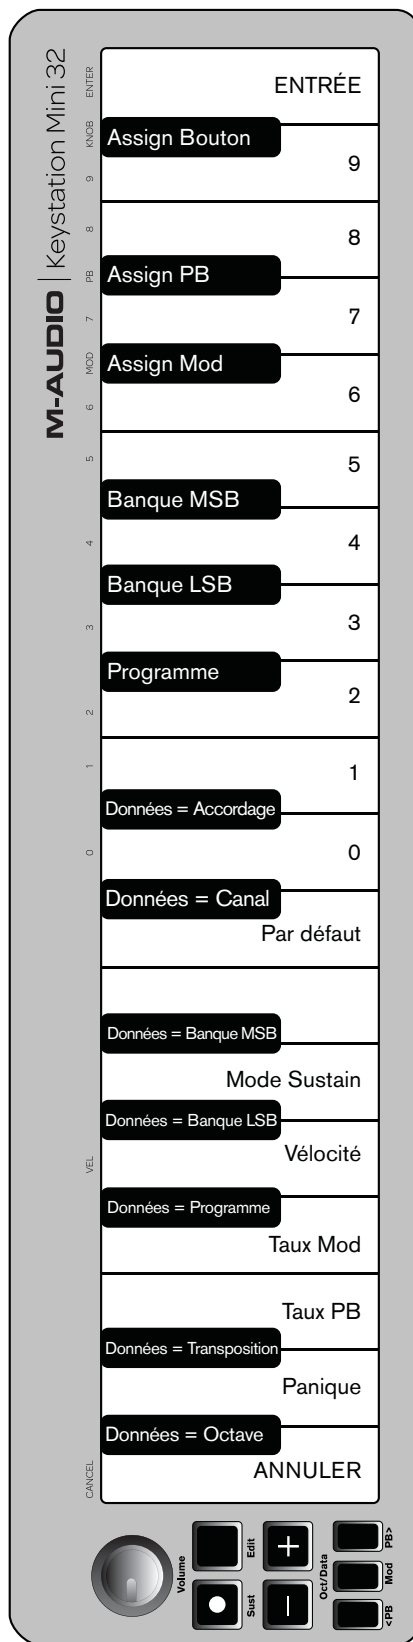 M-AUDIO | Keystation Mini 32
ENTER
KNOB
9
8
PB
7
MOD
6
5
4
3
2
1
0
VEL
CANCEL
ENTRÉE
Assign Bouton
9
8
Assign PB
7
Assign Mod
6
5
Banque MSB
4
Banque LSB
3
Programme
2
1
Données = Accordage
0
Données = Canal
Par défaut
Données = Banque MSB
Mode Sustain
Données = Banque LSB
Vélocité
Données = Programme
Taux Mod
Taux PB
Données = Transposition
Panique
Données = Octave
ANNULER
Volume
Edit
Sust
Oct/Data
PB>
Mod
<PB